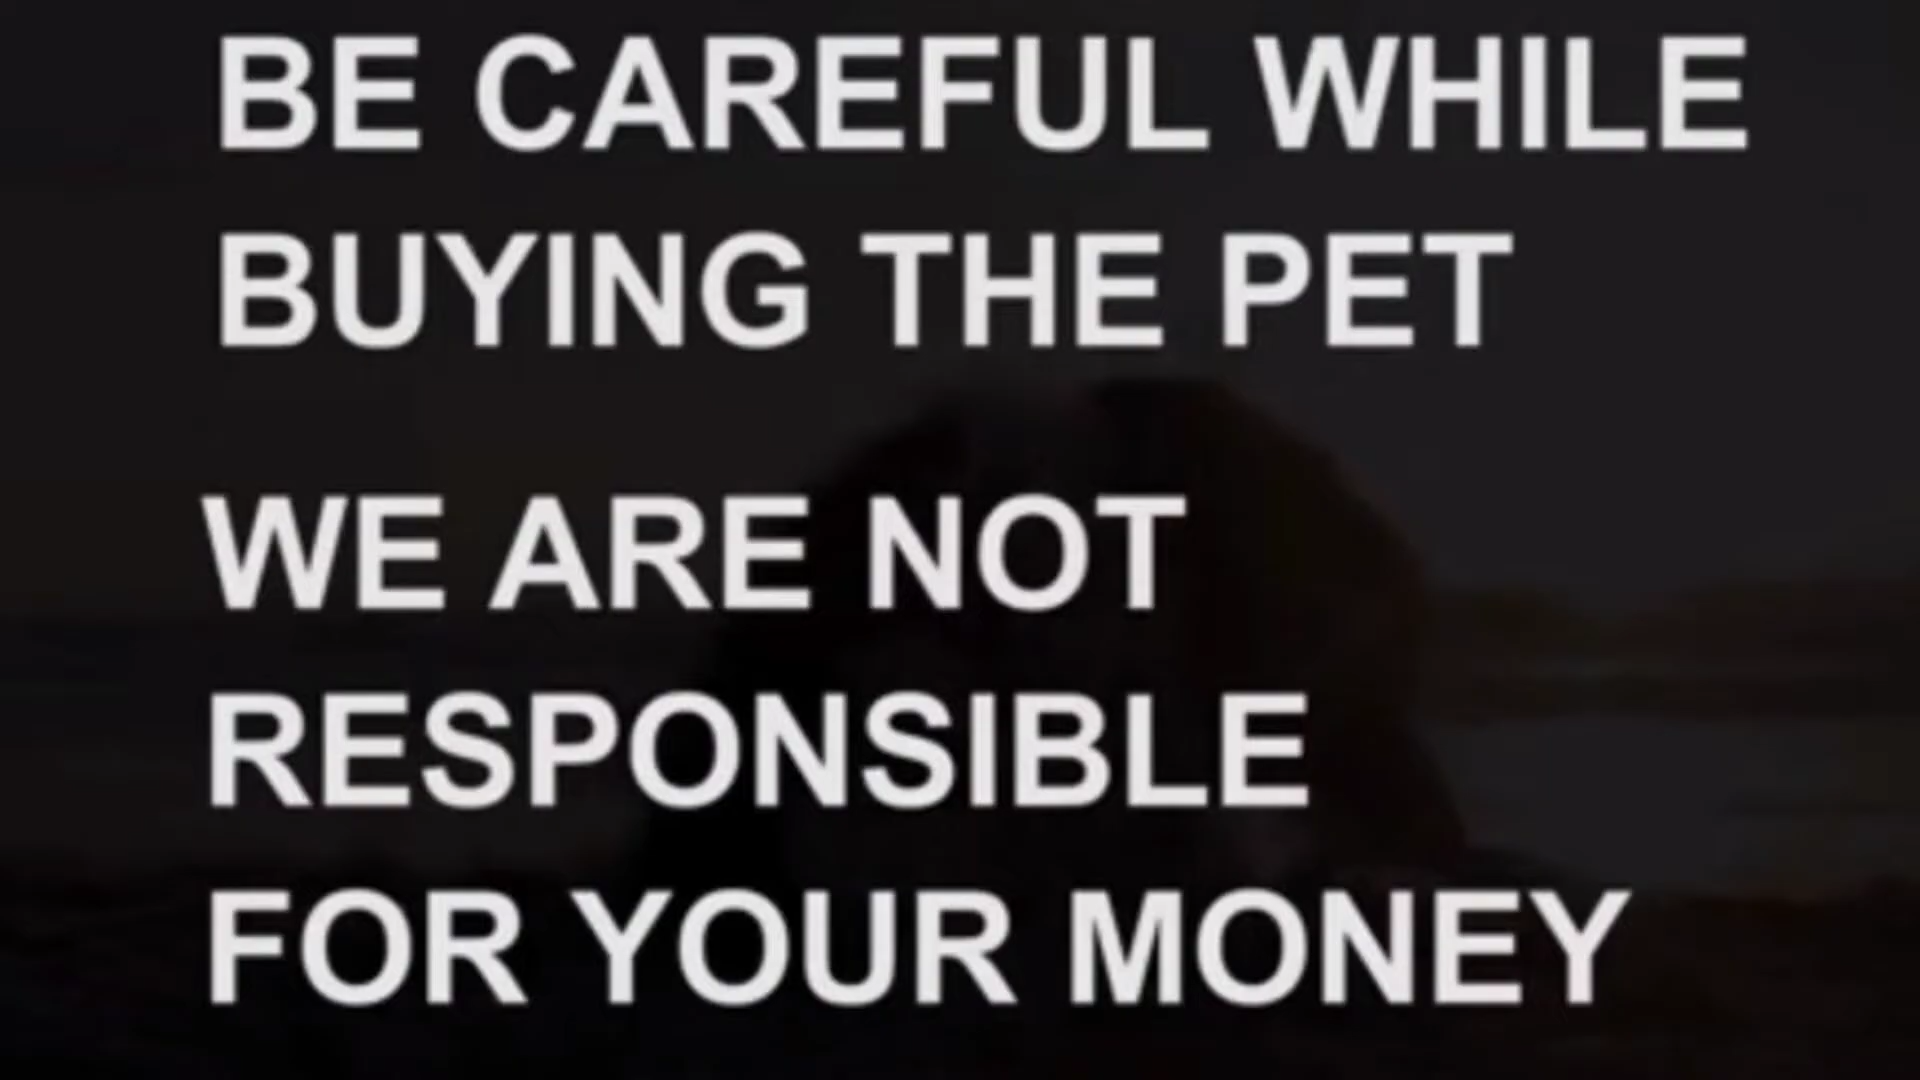 BE CAREFUL WHILE
BUYING THE PET
WE ARE NOT
RESPONSIBLE
FOR YOUR MONEY